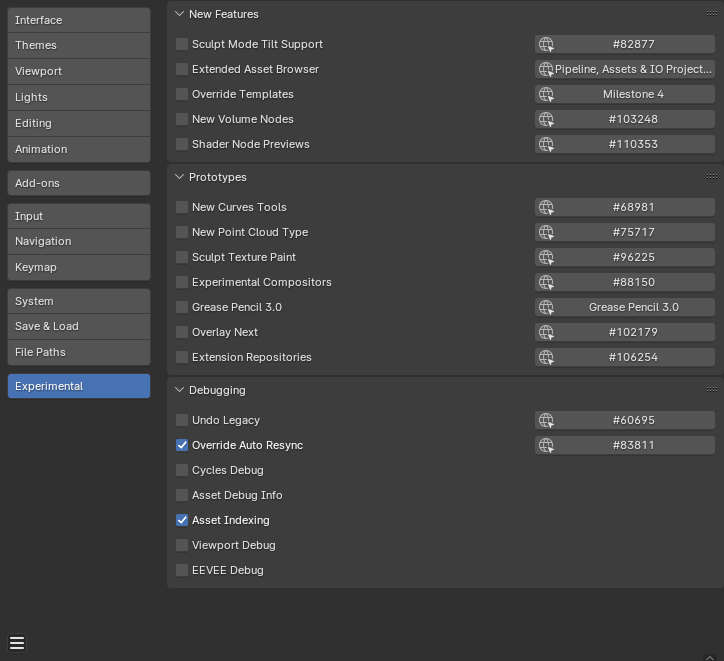 Interface
Themes
Viewport
Lights
Editing
Animation
Add-ons
Input
Navigation
Keymap
System
Save & Load
File Paths
Experimental
New Features
Sculpt Mode Tilt Support #82877
Extended Asset Browser Pipeline, Assets & IO Project...
Override Templates Milestone 4
New Volume Nodes #103248
Shader Node Previews #110353
Prototypes
New Curves Tools #68981
New Point Cloud Type #75717
Sculpt Texture Paint #96225
Experimental Compositors #88150
Grease Pencil 3.0 Grease Pencil 3.0
Overlay Next #102179
Extension Repositories #106254
Debugging
Undo Legacy #60695
Override Auto Resync #83811
Cycles Debug
Asset Debug Info
Asset Indexing
Viewport Debug
EEVEE Debug